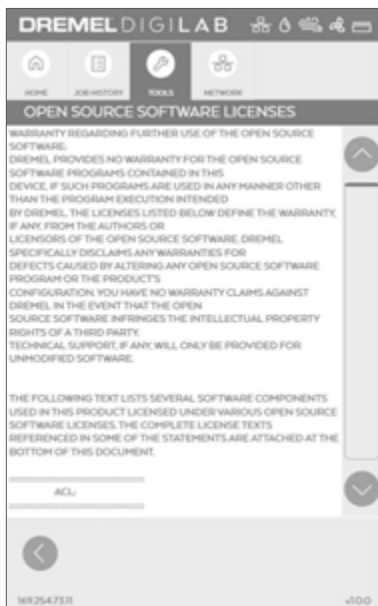 DREMEL DIGILAB
HOME JOB HISTORY TOOLS NETWORK
OPEN SOURCE SOFTWARE LICENSES
WARRANTY REGARDING FURTHER USE OF THE OPEN SOURCE
SOFTWARE:
DREMEL PROVIDES NO WARRANTY FOR THE OPEN SOURCE
SOFTWARE PROGRAMS CONTAINED IN THIS
DEVICE, IF SUCH PROGRAMS ARE USED IN ANY MANNER OTHER
THAN THE PROGRAM EXECUTION INTENDED
BY DREMEL. THE LICENSES LISTED BELOW DEFINE THE WARRANTY,
IF ANY, FROM THE AUTHORS OR
LICENSORS OF THE OPEN SOURCE SOFTWARE. DREMEL
SPECIFICALLY DISCLAIMS ANY WARRANTIES FOR
DEFECTS CAUSED BY ALTERING ANY OPEN SOURCE SOFTWARE
PROGRAM OR THE PRODUCT'S
CONFIGURATION. YOU HAVE NO WARRANTY CLAIMS AGAINST
DREMEL IN THE EVENT THAT THE OPEN
SOURCE SOFTWARE INFRINGES THE INTELLECTUAL PROPERTY
RIGHTS OF A THIRD PARTY.
TECHNICAL SUPPORT, IF ANY, WILL ONLY BE PROVIDED FOR
UNMODIFIED SOFTWARE.
THE FOLLOWING TEXT LISTS SEVERAL SOFTWARE COMPONENTS
USED IN THIS PRODUCT LICENSED UNDER VARIOUS OPEN SOURCE
SOFTWARE LICENSES. THE COMPLETE LICENSE TEXTS
REFERENCED IN SOME OF THE STATEMENTS ARE ATTACHED AT THE
BOTTOM OF THIS DOCUMENT.
ACL:
169.254.73.11 v1.0.0